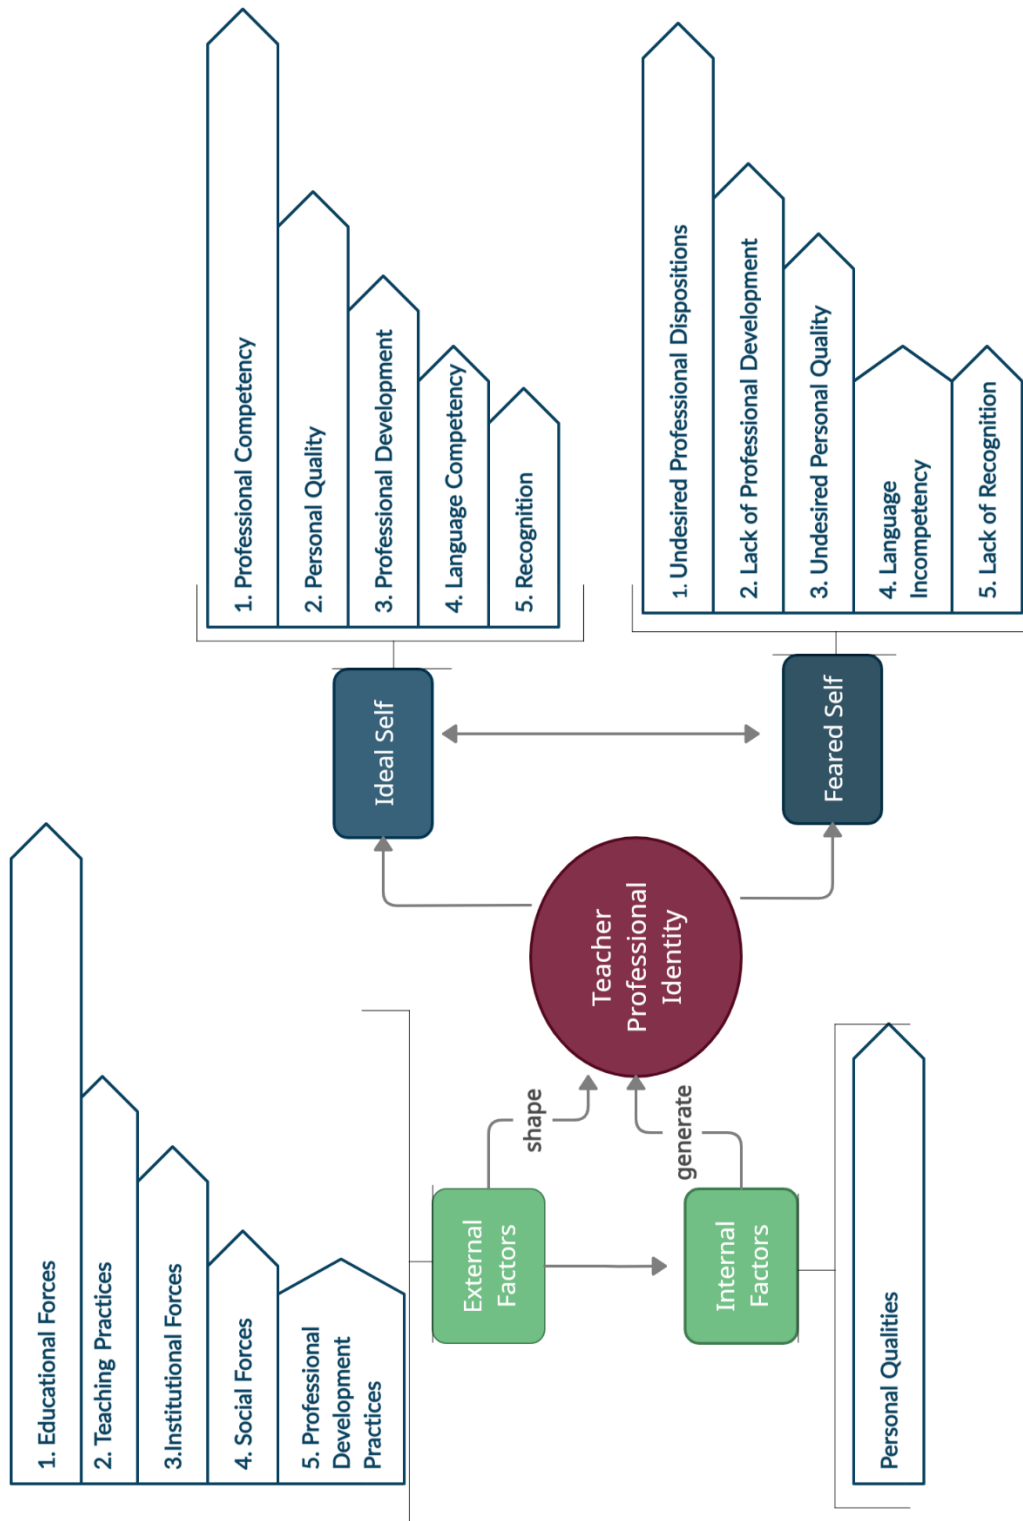 1. Educational Forces
2. Teaching Practices
3.Institutional Forces
4. Social Forces
5. Professional
Development
Practices
External
Factors
shape
Internal
Factors
generate
Personal Qualities
Teacher
Professional
Identity
Ideal Self
1. Professional Competency
2. Personal Quality
3. Professional Development
4. Language Competency
5. Recognition
Feared Self
1. Undesired Professional Dispositions
2. Lack of Professional Development
3. Undesired Personal Quality
4. Language
Incompetency
5. Lack of Recognition